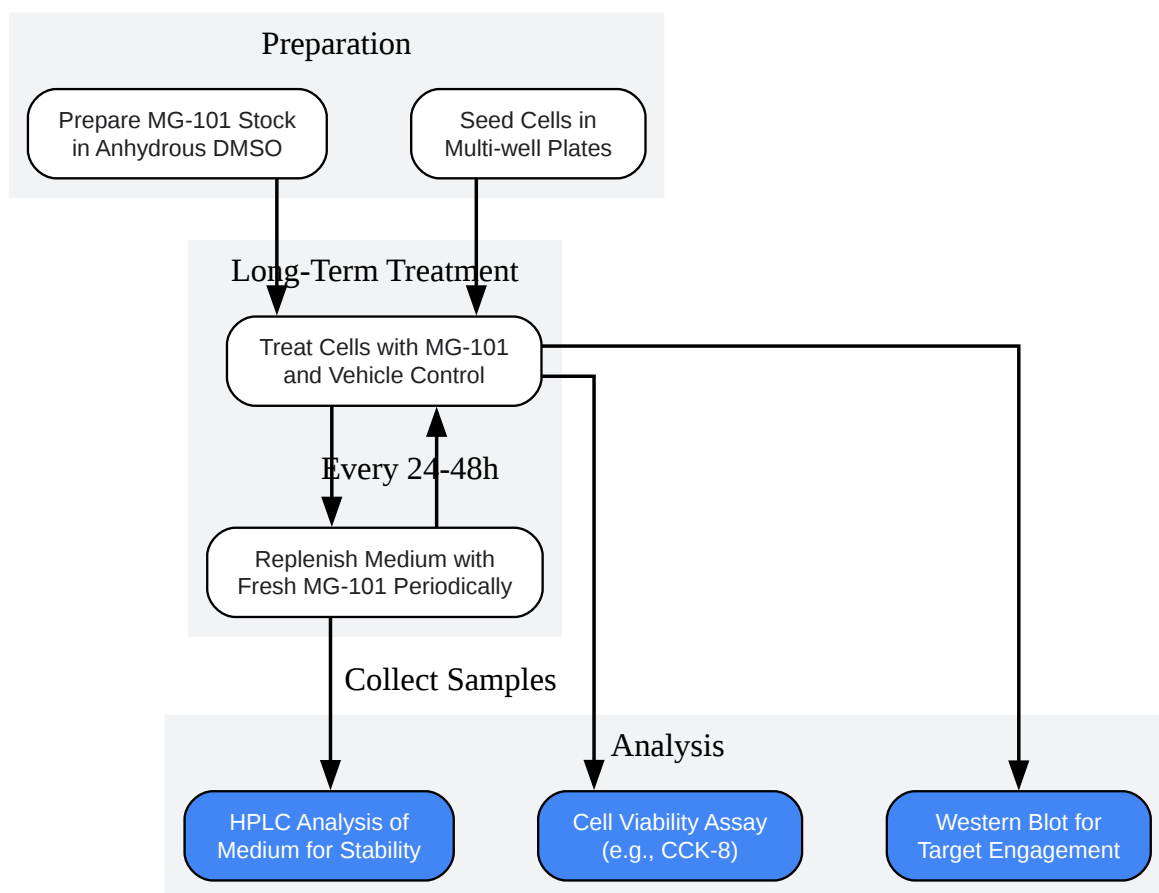 Preparation
Prepare MG-101 Stock
in Anhydrous DMSO
Seed Cells in
Multi-well Plates
Long-Term Treatment
Treat Cells with MG-101
and Vehicle Control
Every 24-48h
Replenish Medium with
Fresh MG-101 Periodically
Collect Samples
Analysis
HPLC Analysis of
Medium for Stability
Cell Viability Assay
(e.g., CCK-8)
Western Blot for
Target Engagement